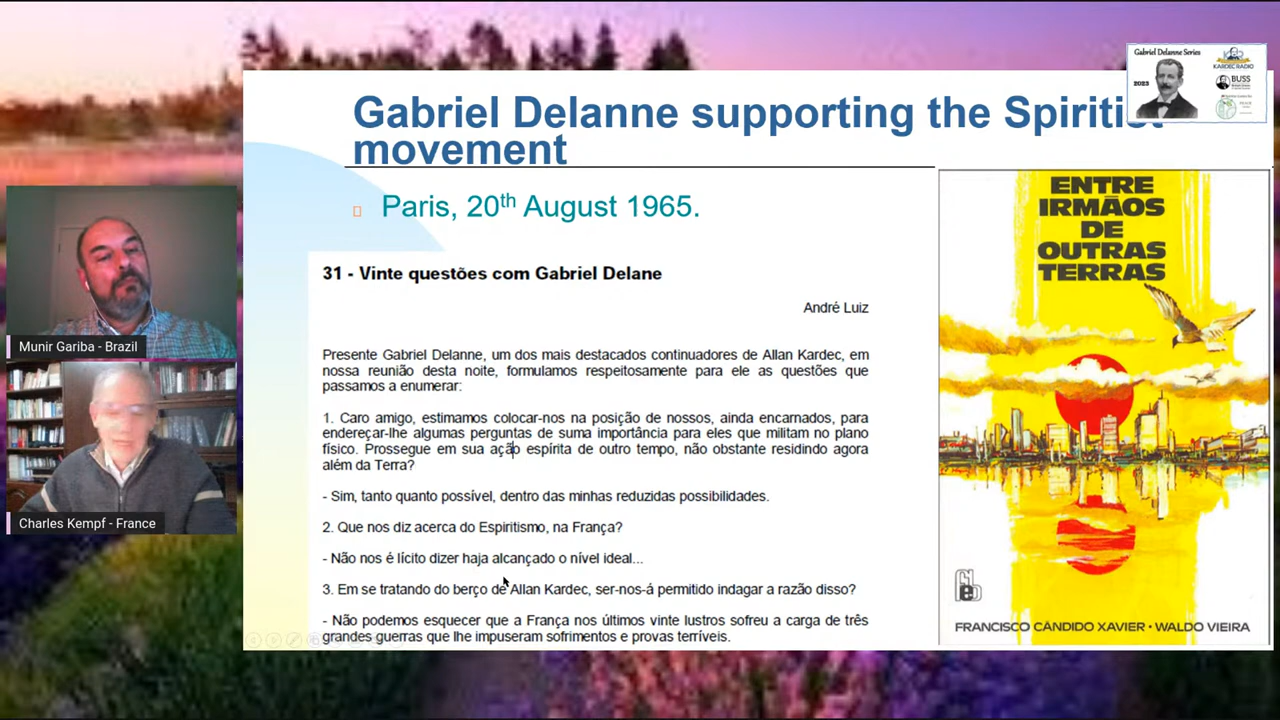 Gabriel Delanne Series
2023
KARDEC RADIO
BUSS
Gabriel Delanne supporting the Spiritist
movement
Paris, 20th August 1965.
31 - Vinte questões com Gabriel Delane
André Luiz
Presente Gabriel Delanne, um dos mais destacados continuadores de Allan Kardec, em
nossa reunião desta noite, formulamos respeitosamente para ele as questões que
passamos a enumerar:
1. Caro amigo, estimamos colocar-nos na posição de nossos, ainda encarnados, para
endereçar-lhe algumas perguntas de suma importância para eles que militam no plano
físico. Prossegue em sua ação espírita de outro tempo, não obstante residindo agora
além da Terra?
- Sim, tanto quanto possível, dentro das minhas reduzidas possibilidades.
2. Que nos diz acerca do Espiritismo, na França?
- Não nos é lícito dizer haja alcançado o nível ideal...
3. Em se tratando do berço de Allan Kardec, ser-nos-á permitido indagar a razão disso?
- Não podemos esquecer que a França nos últimos vinte lustros sofreu a carga de três
grandes guerras que lhe impuseram sofrimentos e provas terríveis.
ENTRE
IRMÃOS
DE
OUTRAS
TERRAS
FRANCISCO CÂNDIDO XAVIER • WALDO VIEIRA
Munir Gariba - Brazil
Charles Kempf - France